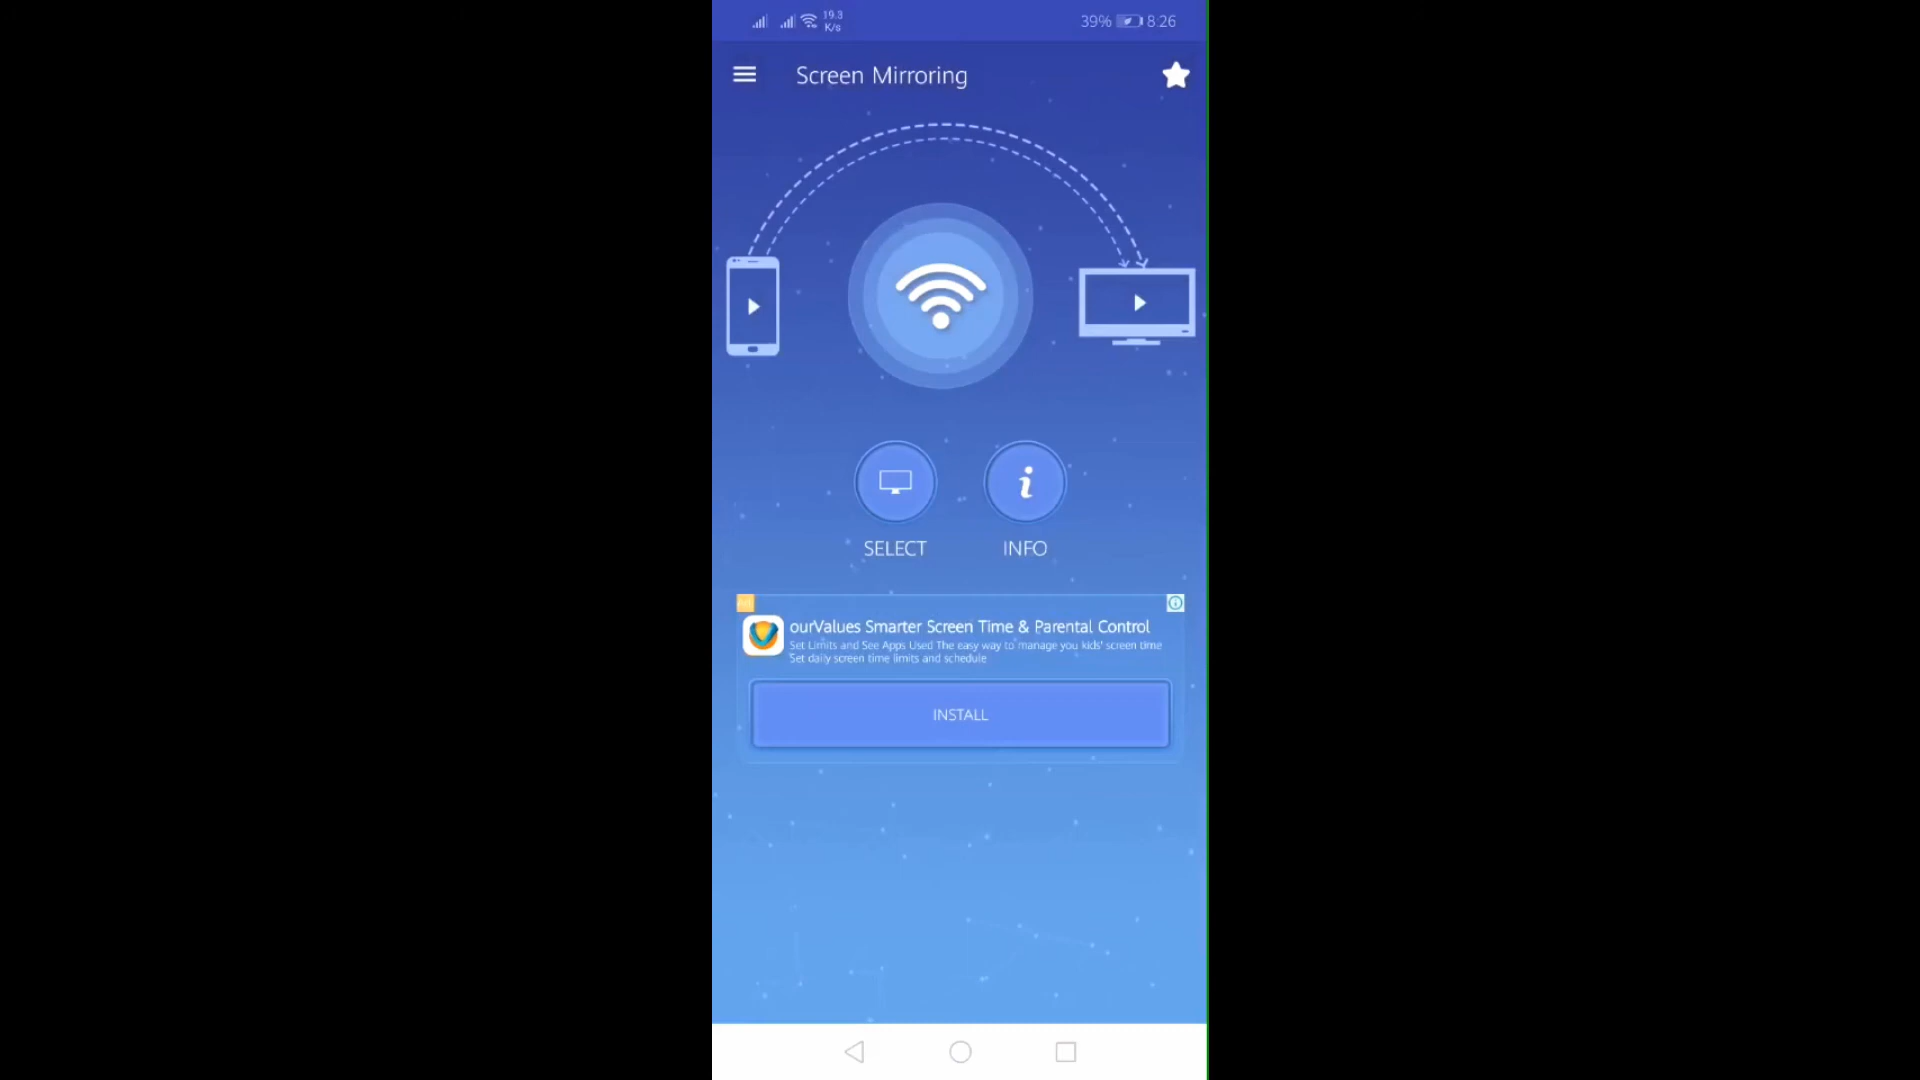 19.3
K/s
39%
8:26
Screen Mirroring
SELECT
INFO
ourValues Smarter Screen Time & Parental Control
Set Limits and See Apps Used The easy way to manage you kids' screen time
Set daily screen time limits and schedule
INSTALL